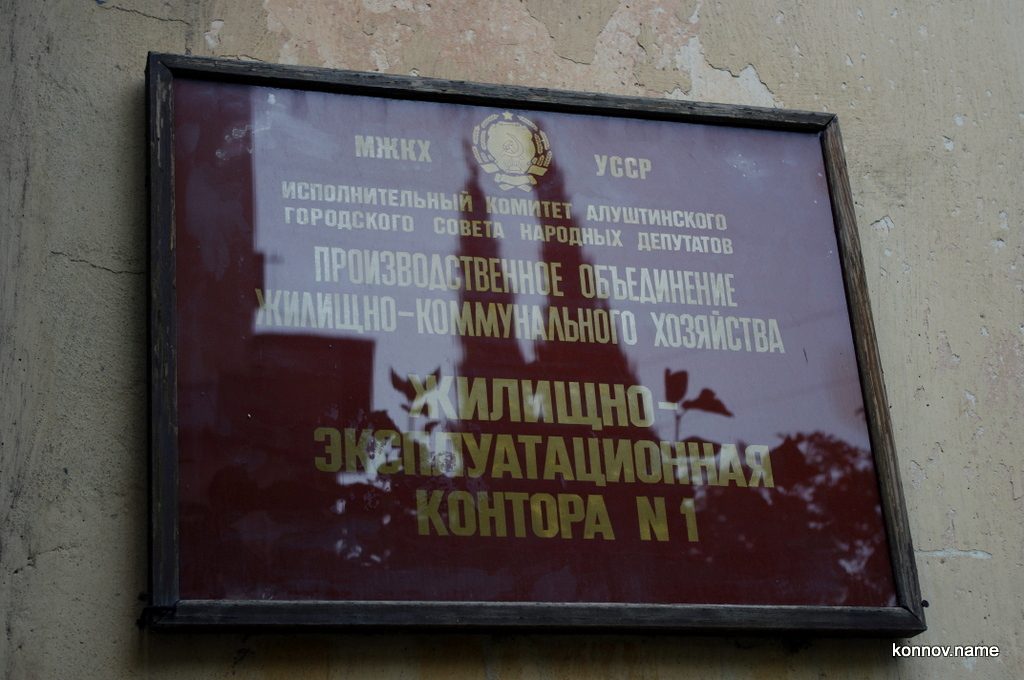 МЖКХ УССР
ИСПОЛНИТЕЛЬНЫЙ КОМИТЕТ АЛУШТИНСКОГО
ГОРОДСКОГО СОВЕТА НАРОДНЫХ ДЕПУТАТОВ
ПРОИЗВОДСТВЕННОЕ ОБЪЕДИНЕНИЕ
ЖИЛИЩНО-КОММУНАЛЬНОГО ХОЗЯЙСТВА
ЖИЛИЩНО-
ЭКСПЛУАТАЦИОННАЯ
КОНТОРА N 1
konnov.name